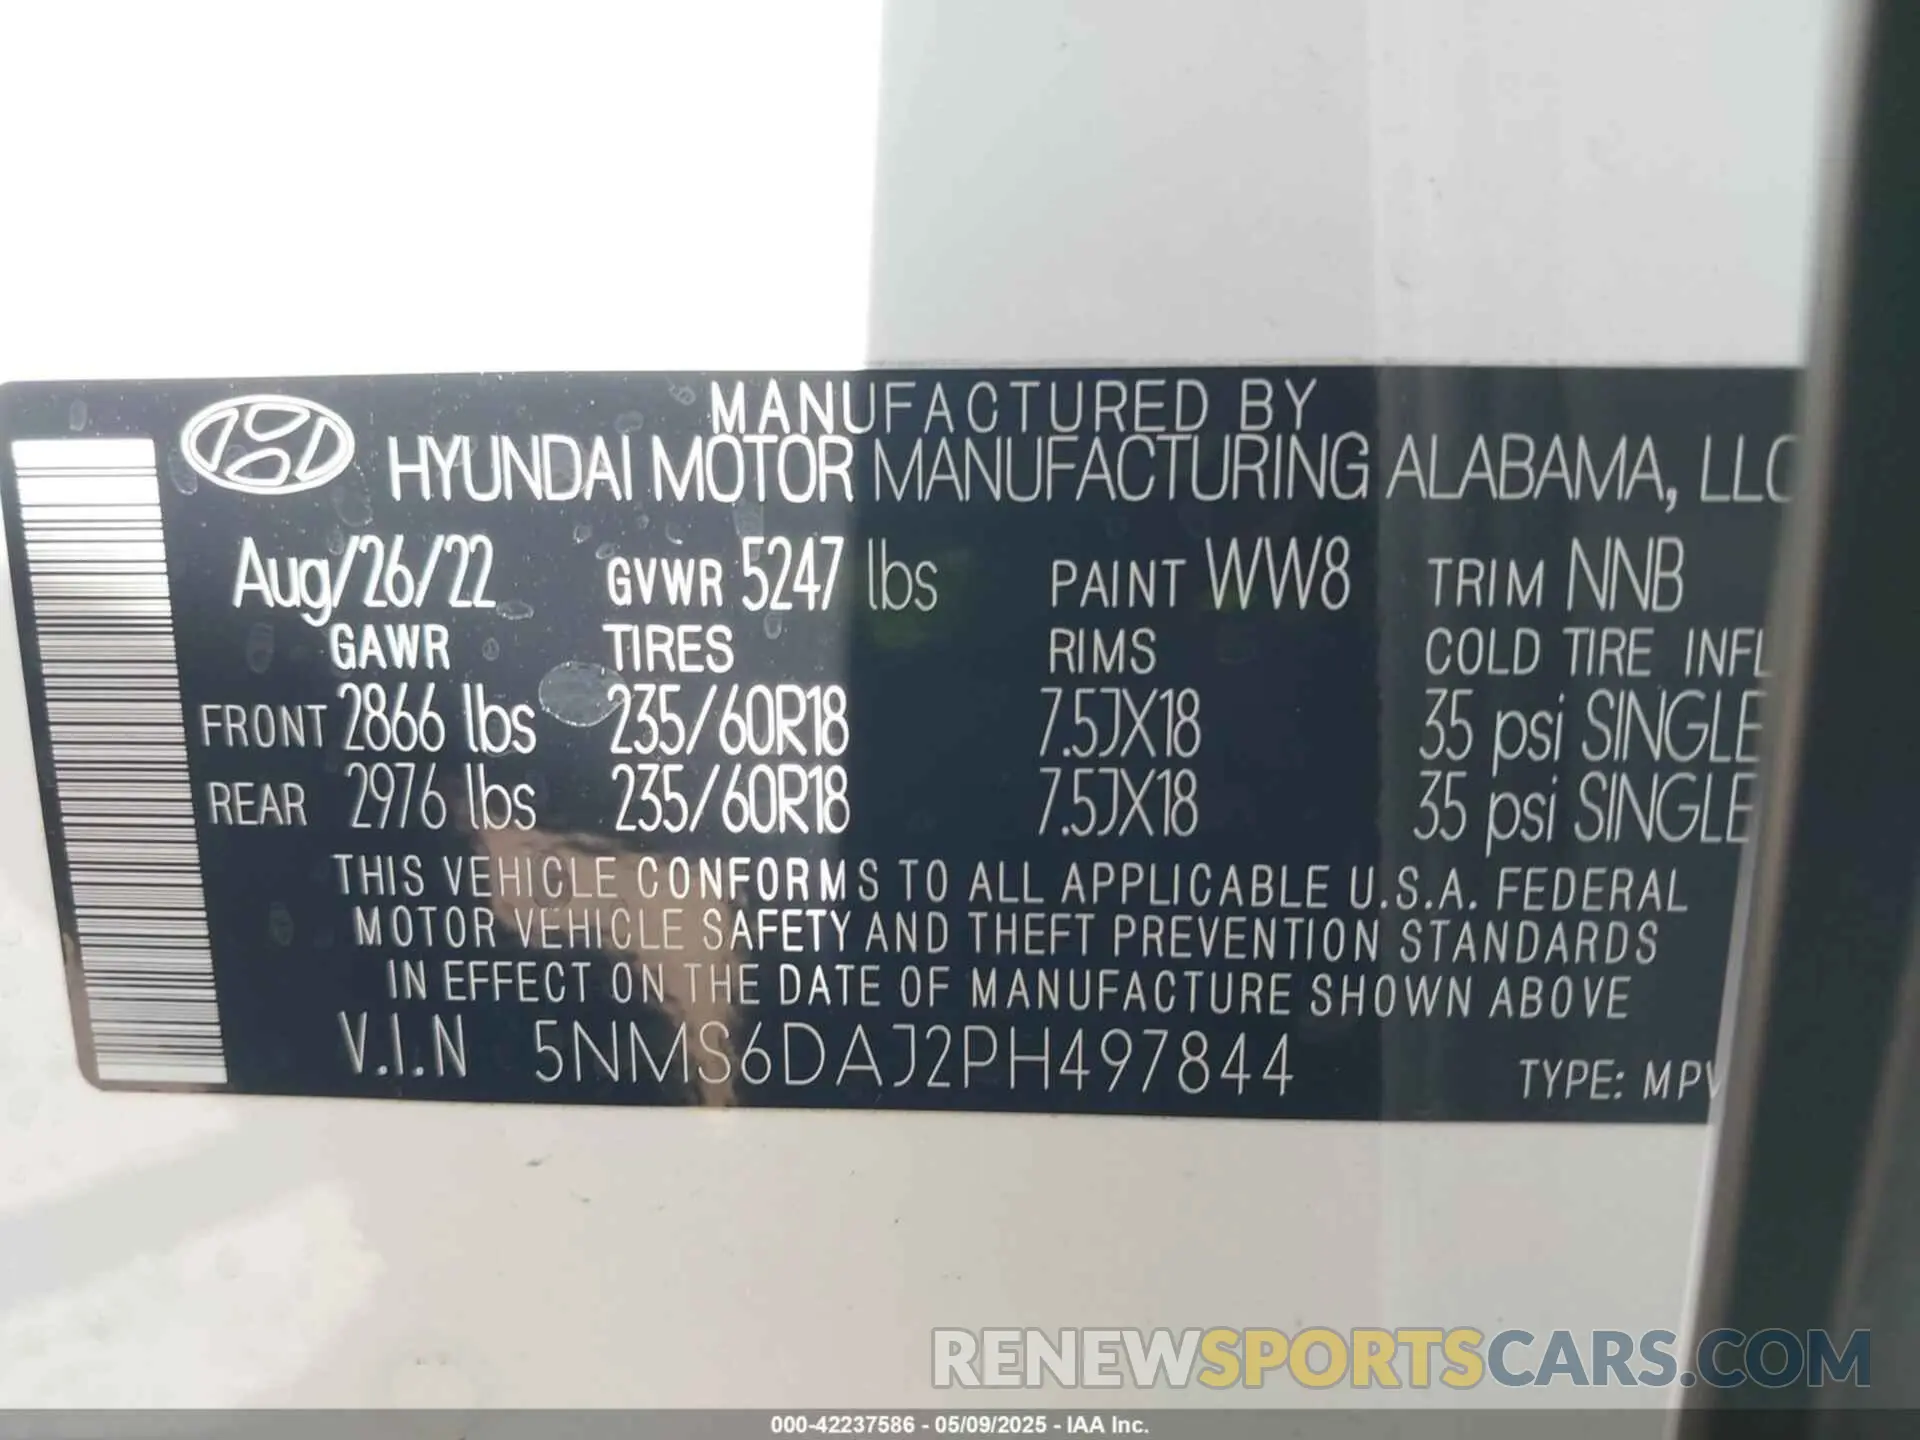 MANUFACTURED BY
HYUNDAI MOTOR MANUFACTURING ALABAMA, LLC
Aug/26/22 GVWR 5247 lbs PAINT WW8 TRIM NNB
GAWR TIRES RIMS COLD TIRE INFL
FRONT 2866 lbs 235/60R18 7.5JX18 35 psi SINGLE
REAR 2976 lbs 235/60R18 7.5JX18 35 psi SINGLE
THIS VEHICLE CONFORMS TO ALL APPLICABLE U.S.A. FEDERAL
MOTOR VEHICLE SAFETY AND THEFT PREVENTION STANDARDS
IN EFFECT ON THE DATE OF MANUFACTURE SHOWN ABOVE
V.I.N 5NMS6DAJ2PH497844 TYPE: MPV
RENEWSPORTSCARS.COM
000-42237586 - 05/09/2025 - IAA Inc.